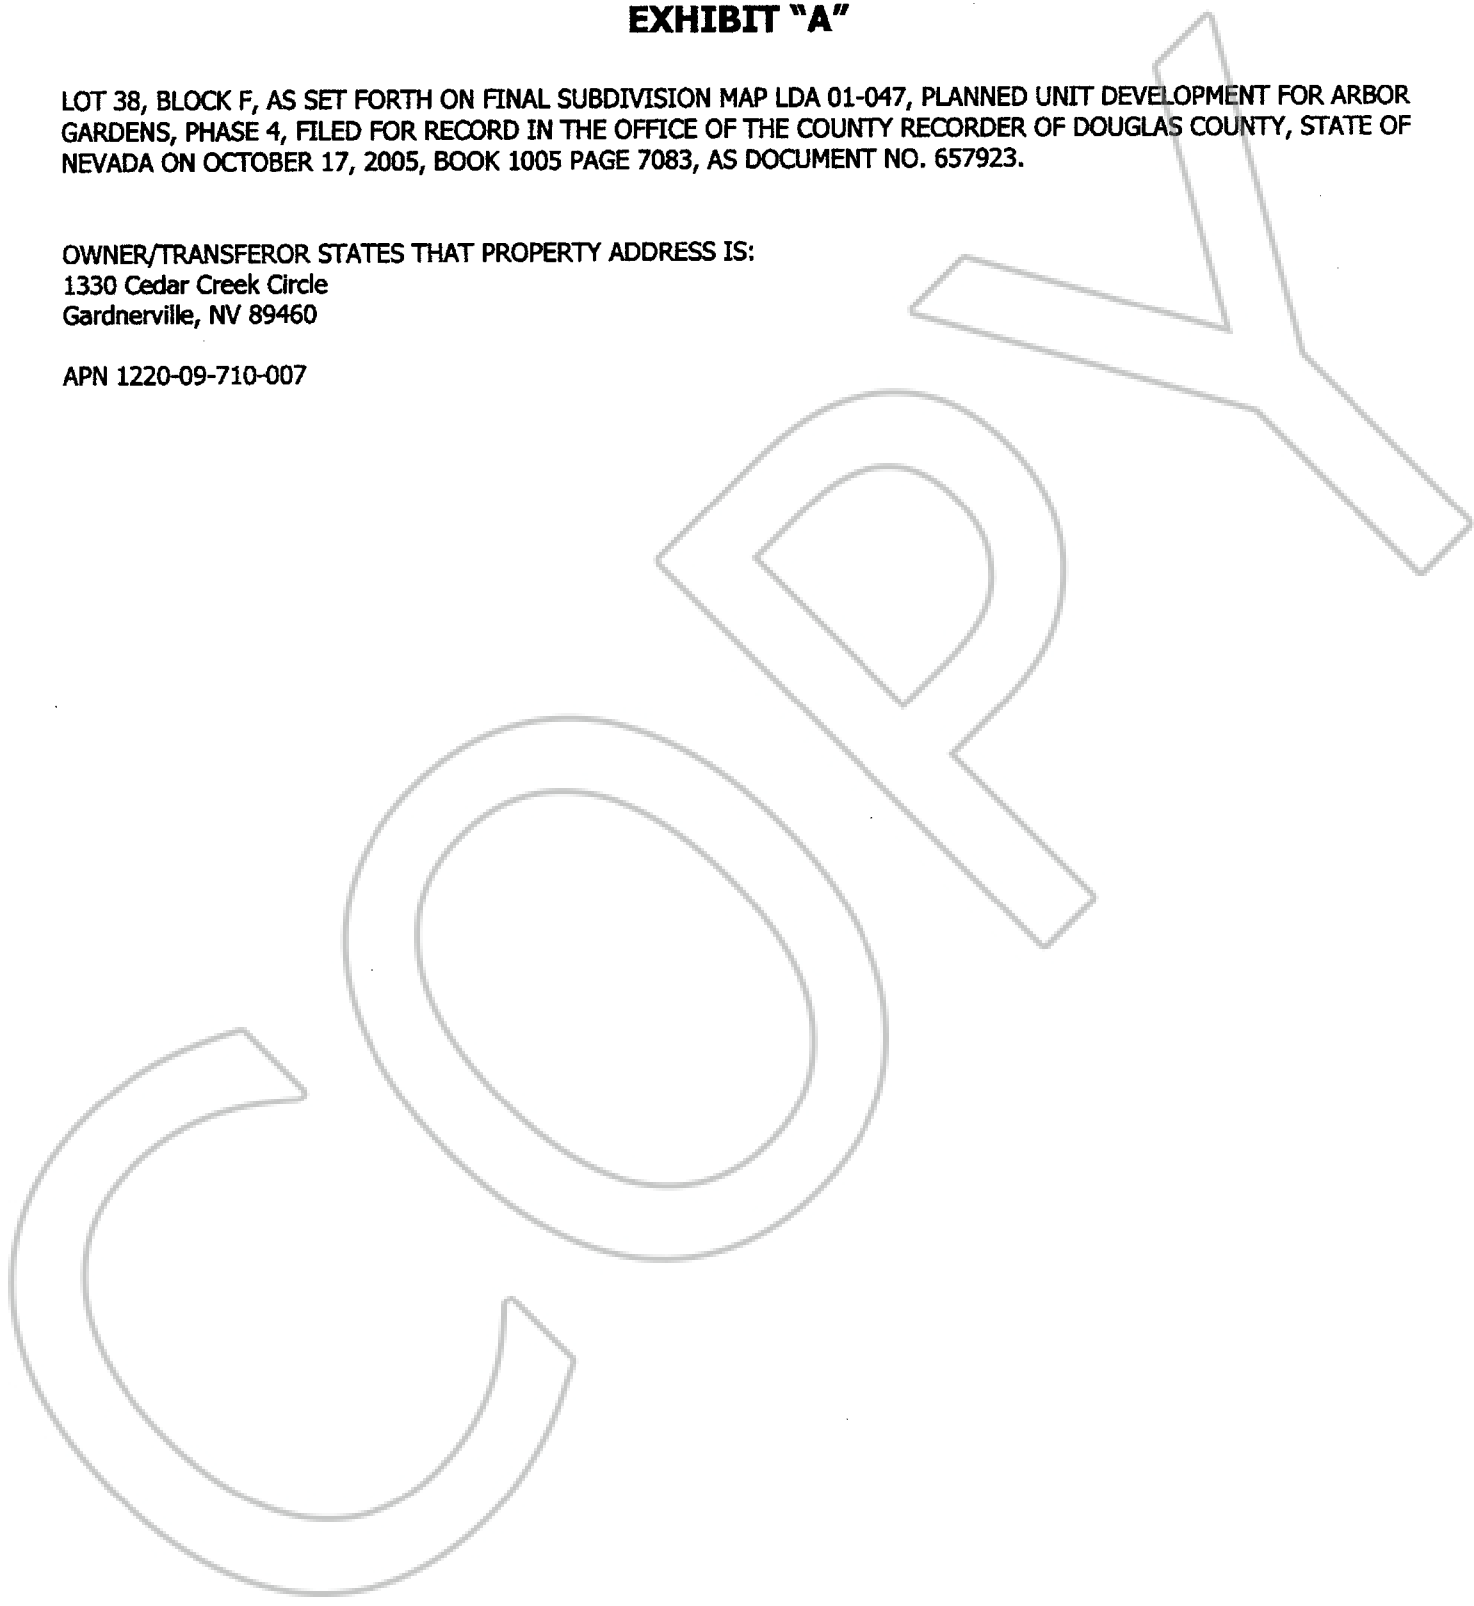 EXHIBIT “A”
LOT 38, BLOCK F, AS SET FORTH ON FINAL SUBDIVISION MAP LDA 01-047, PLANNED UNIT DEVELOPMENT FOR ARBOR
GARDENS, PHASE 4, FILED FOR RECORD IN THE OFFICE OF THE COUNTY RECORDER OF DOUGLAS COUNTY, STATE OF
NEVADA ON OCTOBER 17, 2005, BOOK 1005 PAGE 7083, AS DOCUMENT NO. 657923.
OWNER/TRANSFEROR STATES THAT PROPERTY ADDRESS IS:
1330 Cedar Creek Circle
Gardnerville, NV 89460
APN 1220-09-710-007
COPY